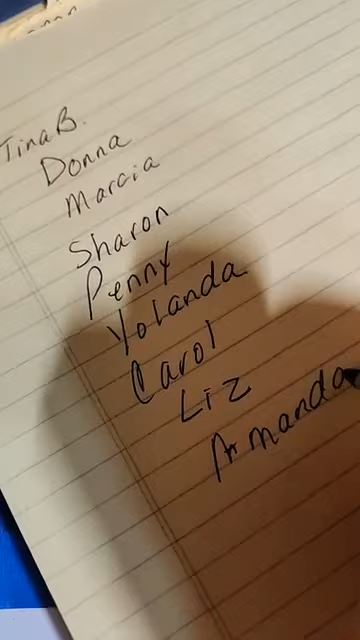 Tina B.
Donna
Marcia
Sharon
Penny
Yolanda
Carol
Liz
Amanda